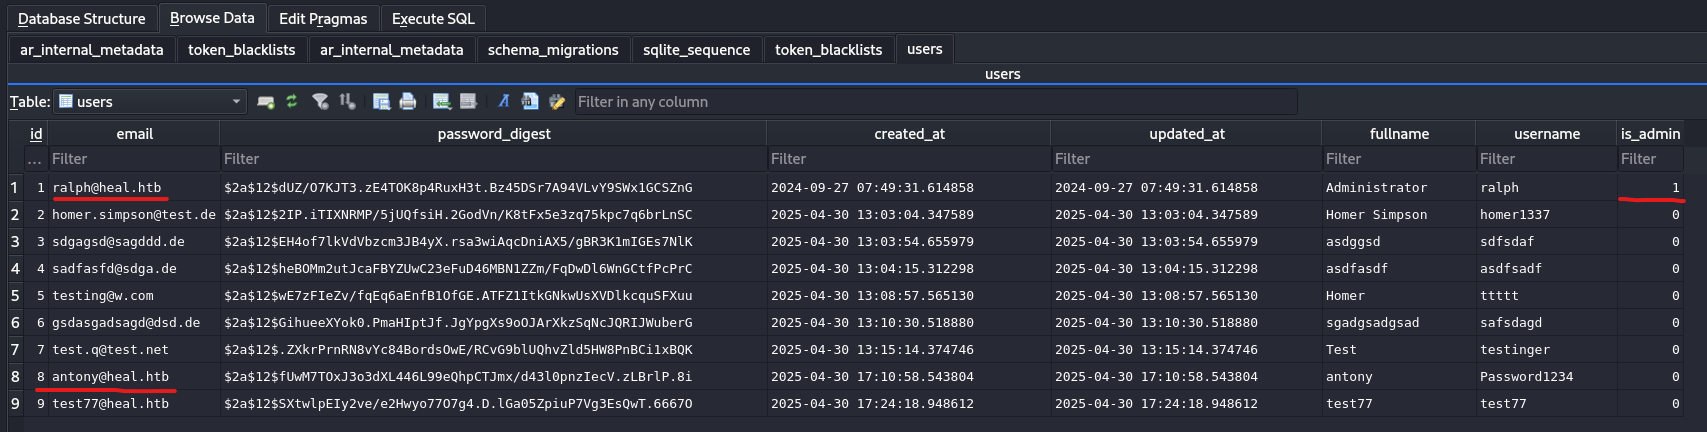 Database Structure Browse Data Edit Pragmas Execute SQL
ar_internal_metadata token_blacklists ar_internal_metadata schema_migrations sqlite_sequence token_blacklists users
users
Table: users Filter in any column
id email password_digest created_at updated_at fullname username is_admin
... Filter Filter Filter Filter Filter Filter Filter
1 1 ralph@heal.htb $2a$12$dUZ/O7KJT3.zE4TOK8p4RuxH3t.Bz45DSr7A94VLvY9SWx1GCSZnG 2024-09-27 07:49:31.614858 2024-09-27 07:49:31.614858 Administrator ralph 1
2 2 homer.simpson@test.de $2a$12$2IP.iTIXNRMP/5jUQfsiH.2GodVn/K8tFx5e3zq75kpc7q6brLnSC 2025-04-30 13:03:04.347589 2025-04-30 13:03:04.347589 Homer Simpson homer1337 0
3 3 sdgagsd@sagddd.de $2a$12$EH4of7lkVdVbzcm3JB4yX.rsa3wiAqcDniAX5/gBR3K1mIGEs7NlK 2025-04-30 13:03:54.655979 2025-04-30 13:03:54.655979 asdggsd sdfsdaf 0
4 4 sadfasfd@sdga.de $2a$12$heBOMm2utJcaFBYZUwC23eFuD46MBN1ZZm/FqDwDl6WnGCtfPcPrC 2025-04-30 13:04:15.312298 2025-04-30 13:04:15.312298 asdfasdf asdfsadf 0
5 5 testing@w.com $2a$12$wE7zFIeZv/fqEq6aEnfB1OfGE.ATFZ1ItkGNkwUsXVDlkcquSFXuu 2025-04-30 13:08:57.565130 2025-04-30 13:08:57.565130 Homer ttttt 0
6 6 gsdasgadsagd@dsd.de $2a$12$GihueeXYok0.PmaHIptJf.JgYpgXs9oOJArXkzSqNcJQRIJWuberG 2025-04-30 13:10:30.518880 2025-04-30 13:10:30.518880 sgadgsadgsad safsdagd 0
7 7 test.q@test.net $2a$12$.ZXkrPrnRN8vYc84BordsOwE/RCvG9blUQhvZld5HW8PnBCi1xBQK 2025-04-30 13:15:14.374746 2025-04-30 13:15:14.374746 Test testinger 0
8 8 antony@heal.htb $2a$12$fUwM7TOxJ3o3dXL446L99eQhpCTJmx/d43l0pnzIecV.zLBrlP.8i 2025-04-30 17:10:58.543804 2025-04-30 17:10:58.543804 antony Password1234 0
9 9 test77@heal.htb $2a$12$SXtwlpEIy2ve/e2Hwyo77O7g4.D.lGa05ZpiuP7Vg3EsQwT.6667O 2025-04-30 17:24:18.948612 2025-04-30 17:24:18.948612 test77 test77 0